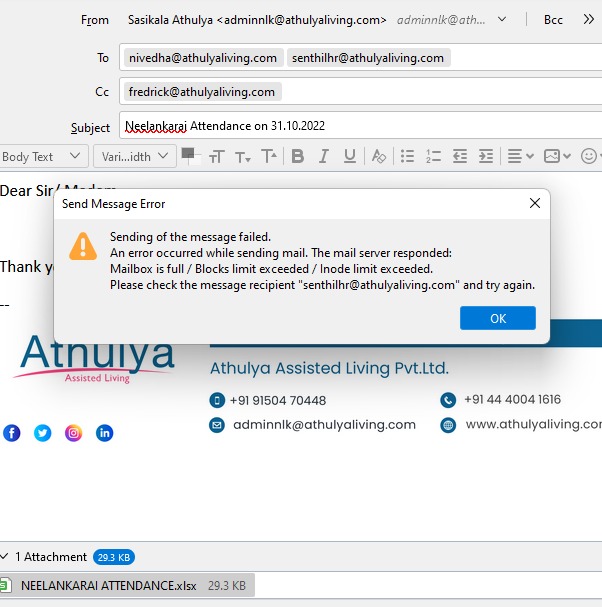 From Sasikala Athulya <adminnlk@athulyaliving.com> adminnlk@ath... Bcc
To nivedha@athulyaliving.com senthilhr@athulyaliving.com
Cc fredrick@athulyaliving.com
Subject Neelankarai Attendance on 31.10.2022
Body Text Vari...idth
Dear Sir/ Madam
Send Message Error
Sending of the message failed.
An error occurred while sending mail. The mail server responded:
Mailbox is full / Blocks limit exceeded / Inode limit exceeded.
Please check the message recipient "senthilhr@athulyaliving.com" and try again.
OK
Thank y
--
Athulya
Assisted Living
Athulya Assisted Living Pvt.Ltd.
+91 91504 70448 +91 44 4004 1616
adminnlk@athulyaliving.com www.athulyaliving.co
1 Attachment 29.3 KB
NEELANKARAI ATTENDANCE.xlsx 29.3 KB